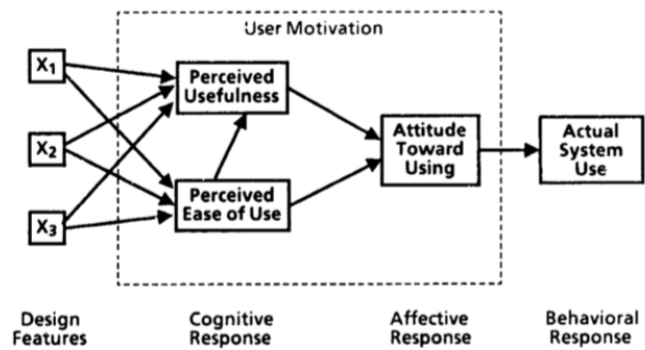 User Motivation
X1
Perceived
Usefulness
X2
Attitude
Toward
Using
Actual
System
Use
X3
Perceived
Ease of Use
Design
Features
Cognitive
Response
Affective
Response
Behavioral
Response